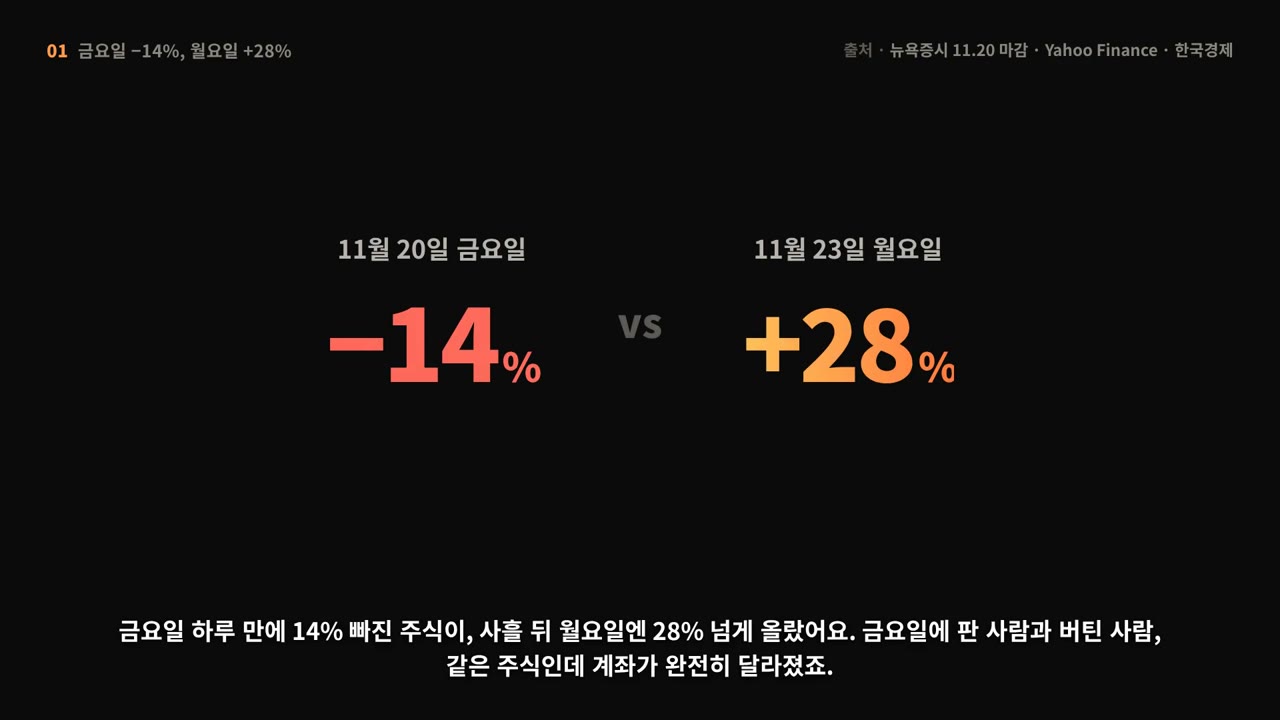 01 금요일 −14%, 월요일 +28%
출처 · 뉴욕증시 11.20 마감 · Yahoo Finance · 한국경제
11월 20일 금요일
−14%
vs
11월 23일 월요일
+28%
금요일 하루 만에 14% 빠진 주식이, 사흘 뒤 월요일엔 28% 넘게 올랐어요. 금요일에 판 사람과 버틴 사람,
같은 주식인데 계좌가 완전히 달라졌죠.